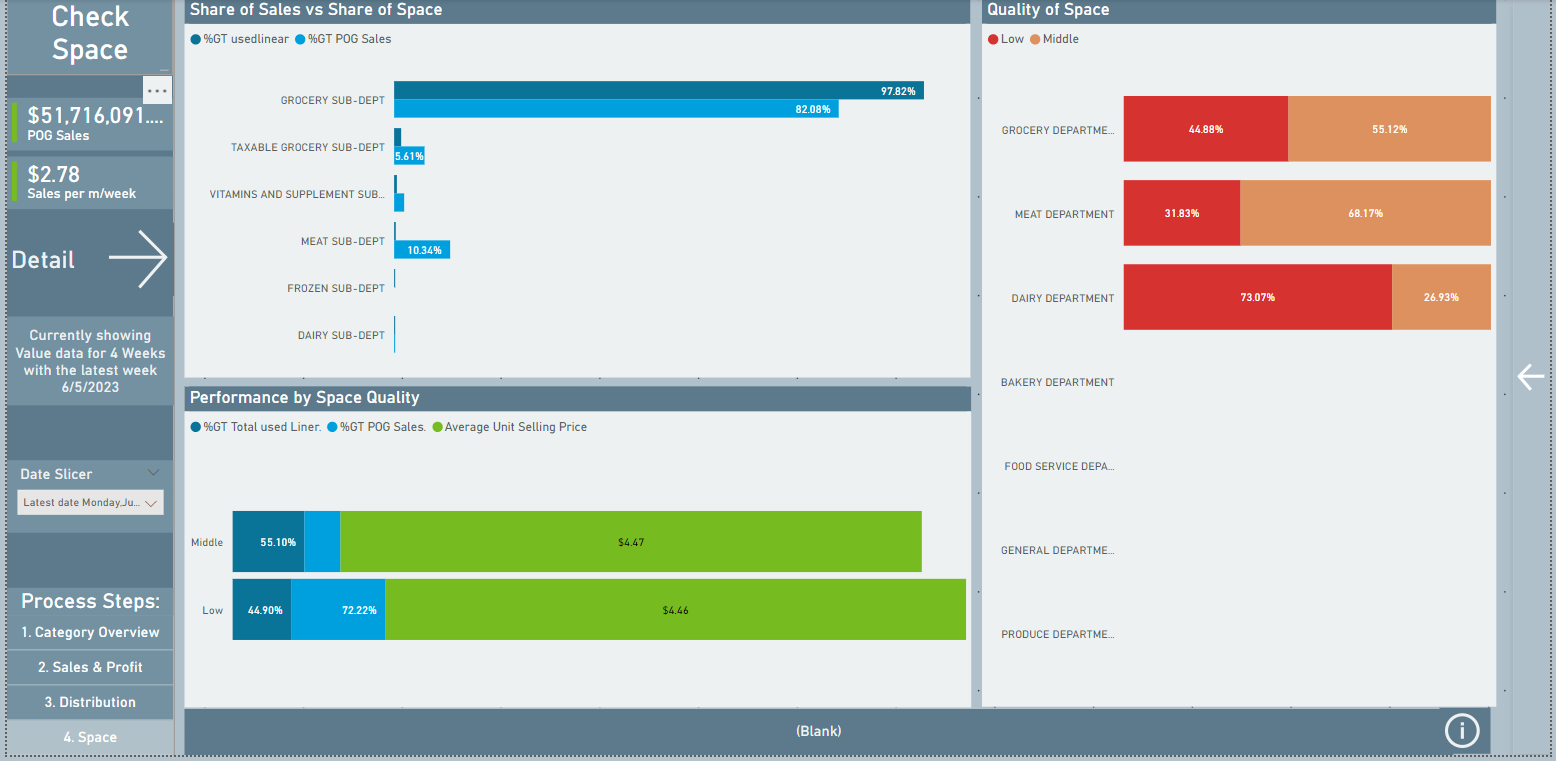 Check
Space
$51,716,091....
POG Sales
$2.78
Sales per m/week
Detail
Currently showing
Value data for 4 Weeks
with the latest week
6/5/2023
Date Slicer
Latest date Monday,Ju...
Process Steps:
1. Category Overview
2. Sales & Profit
3. Distribution
4. Space
Share of Sales vs Share of Space
%GT usedlinear %GT POG Sales
GROCERY SUB-DEPT
97.82%
82.08%
TAXABLE GROCERY SUB-DEPT
5.61%
VITAMINS AND SUPPLEMENT SUB...
MEAT SUB-DEPT
10.34%
FROZEN SUB-DEPT
DAIRY SUB-DEPT
Performance by Space Quality
%GT Total used Liner. %GT POG Sales. Average Unit Selling Price
Middle 55.10% $4.47
Low 44.90% 72.22% $4.46
Quality of Space
Low Middle
GROCERY DEPARTME... 44.88% 55.12%
MEAT DEPARTMENT 31.83% 68.17%
DAIRY DEPARTMENT 73.07% 26.93%
BAKERY DEPARTMENT
FOOD SERVICE DEPA...
GENERAL DEPARTME...
PRODUCE DEPARTME...
(Blank)
i